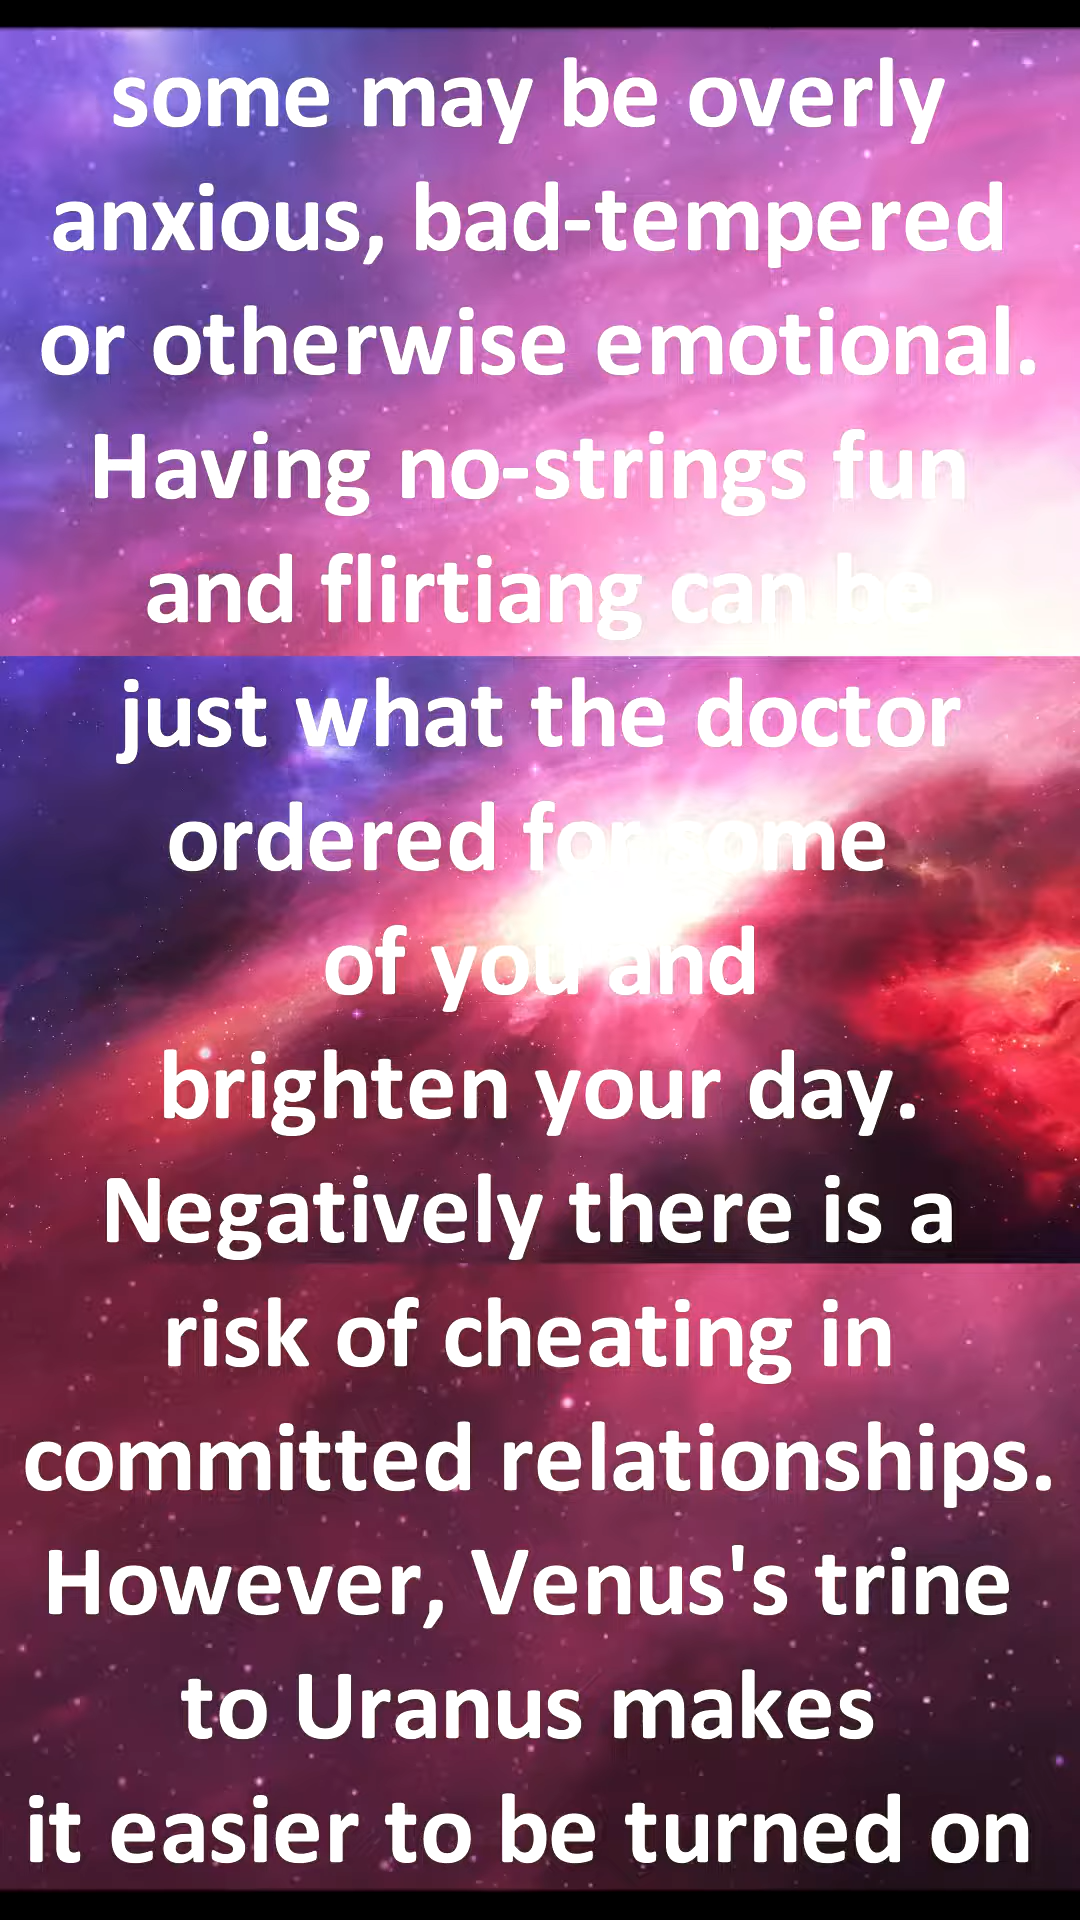 some may be overly
anxious, bad-tempered
or otherwise emotional.
Having no-strings fun
and flirtiang can be
just what the doctor
ordered for some
of you and
brighten your day.
Negatively there is a
risk of cheating in
committed relationships.
However, Venus's trine
to Uranus makes
it easier to be turned on